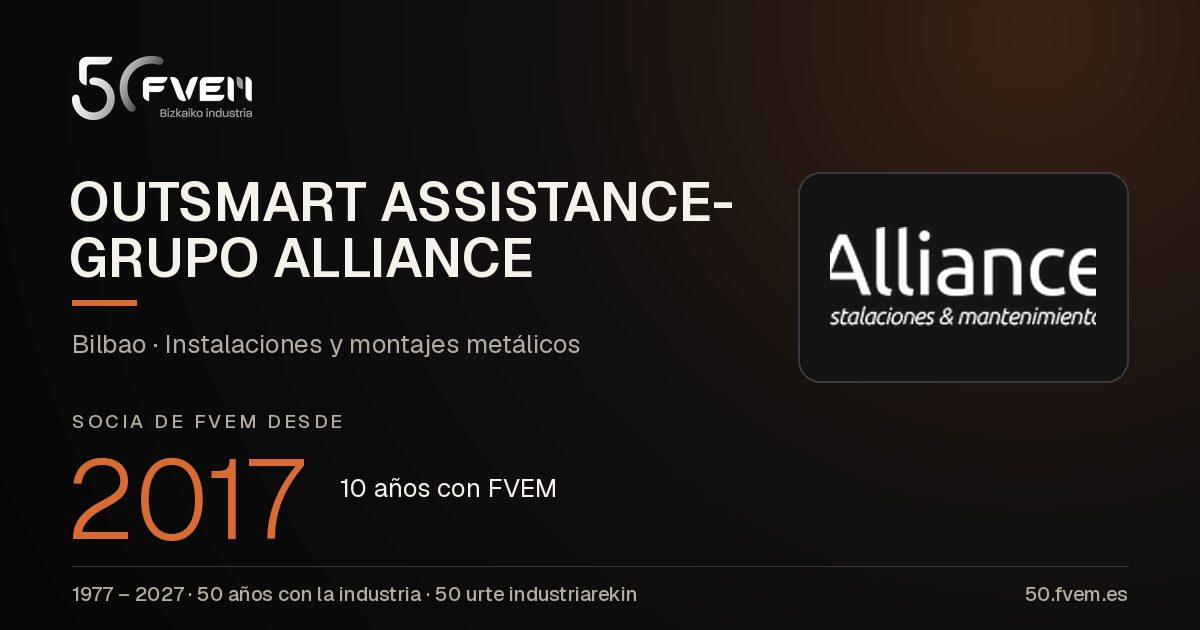 50 FVEM
Bizkaiko industria
OUTSMART ASSISTANCE-
GRUPO ALLIANCE
Alliance
stalaciones & mantenimiento
Bilbao · Instalaciones y montajes metálicos
SOCIA DE FVEM DESDE
2017
10 años con FVEM
1977 – 2027 · 50 años con la industria · 50 urte industriarekin
50.fvem.es